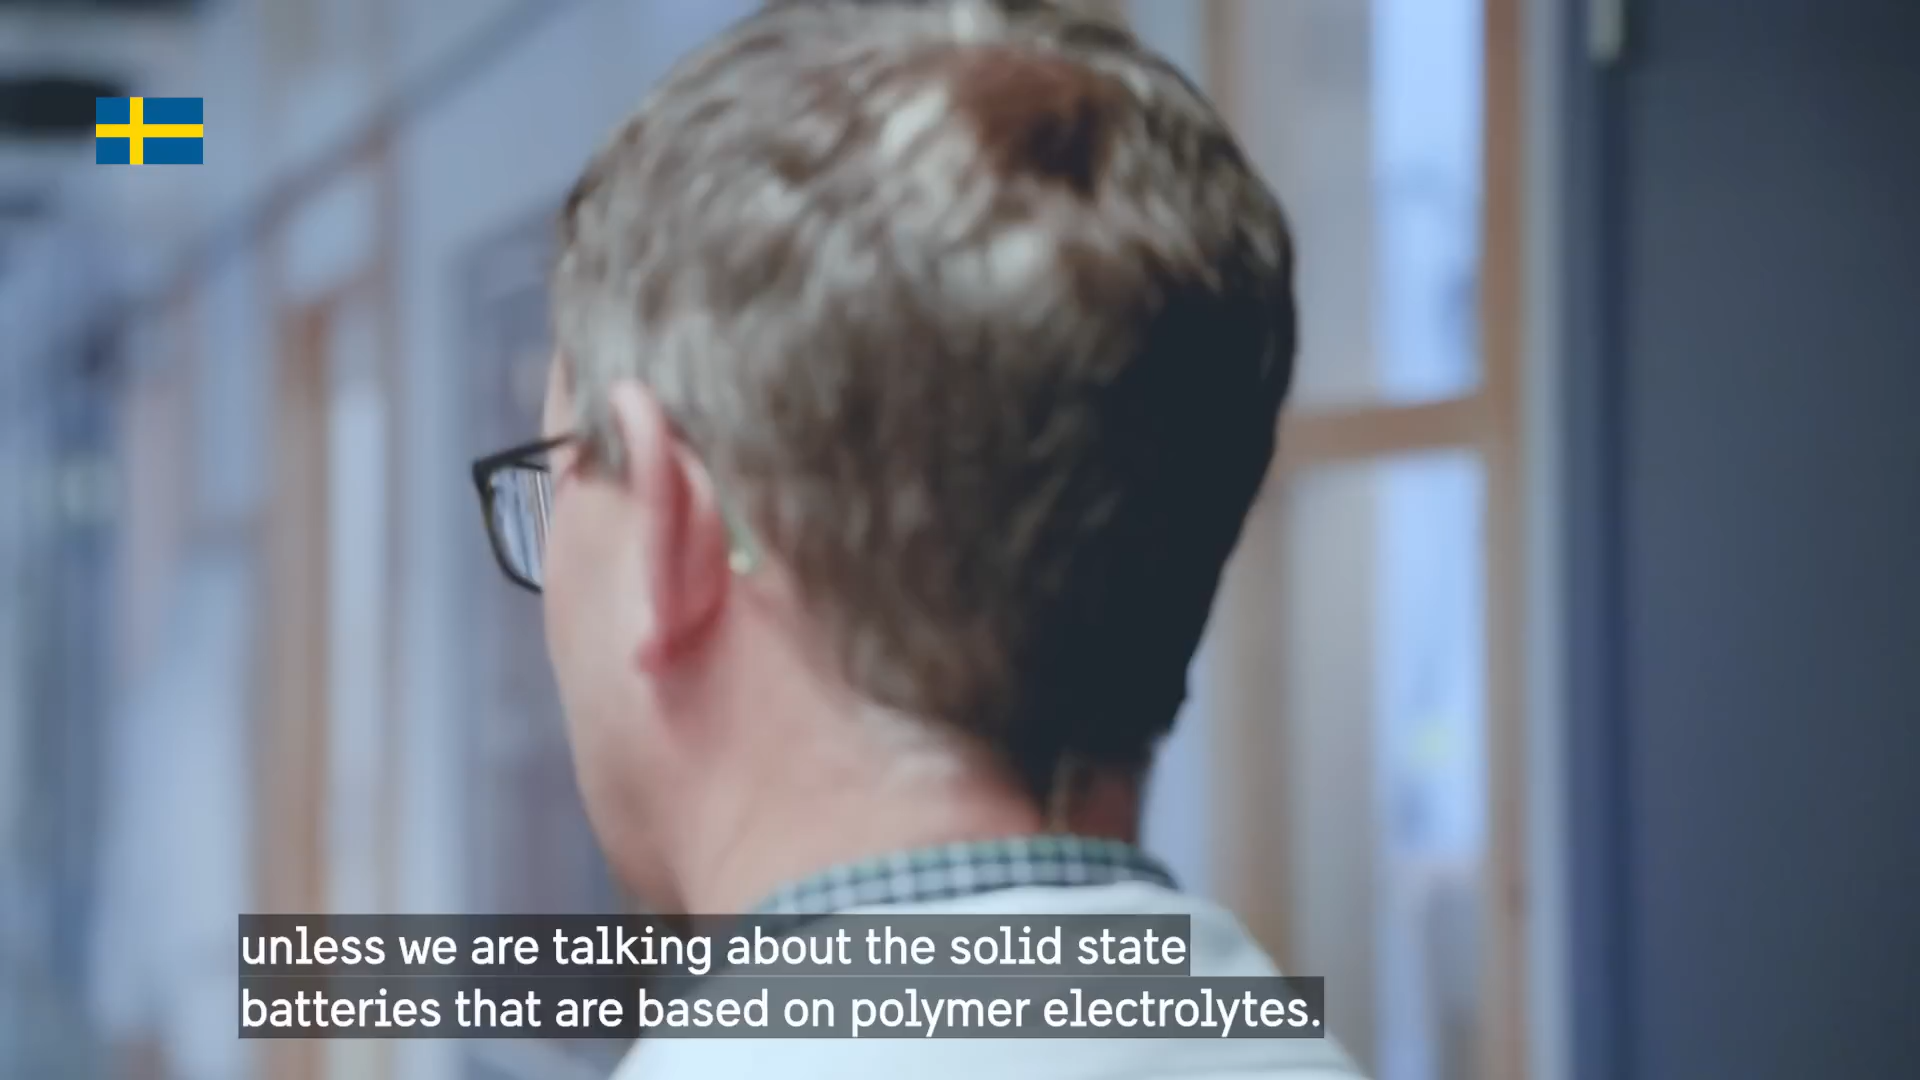 unless we are talking about the solid state
batteries that are based on polymer electrolytes.